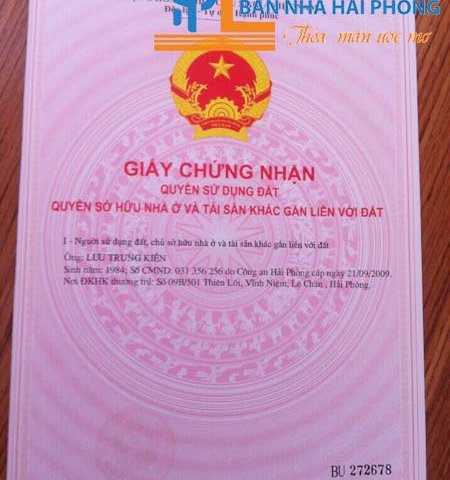 BÁN NHÀ HẢI PHÒNG
Thỏa mãn ước mơ
GIẤY CHỨNG NHẬN
QUYỀN SỬ DỤNG ĐẤT
QUYỀN SỞ HỮU NHÀ Ở VÀ TÀI SẢN KHÁC GẮN LIỀN VỚI ĐẤT
I - Người sử dụng đất, chủ sở hữu nhà ở và tài sản khác gắn liền với đất
Ông: LƯU TRUNG KIÊN
Sinh năm: 1984; Số CMND: 031 356 256 do Công an Hải Phòng cấp ngày 21/09/2009.
Nơi ĐKHK thường trú: Số 09B/501 Thiên Lôi, Vĩnh Niệm, Lê Chân , Hải Phòng.
BU 272678